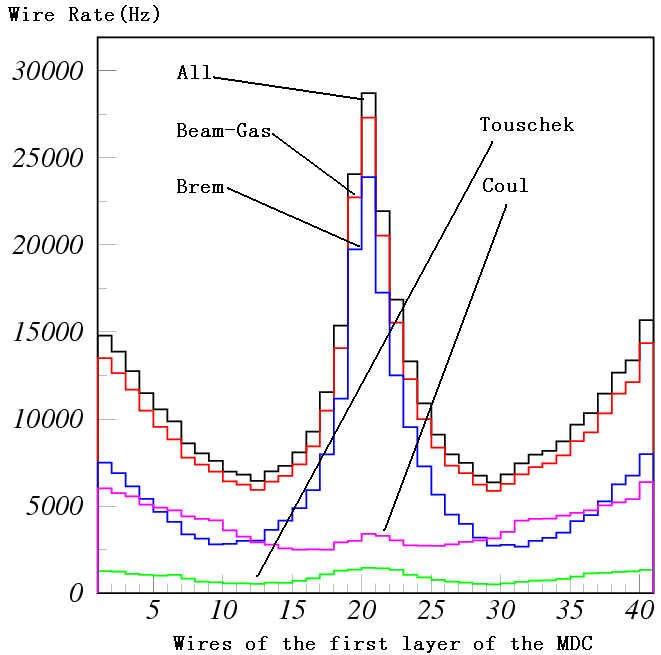 Wire Rate(Hz)
30000
25000
20000
15000
10000
5000
0
All
Beam-Gas
Brem
Touschek
Coul
5 10 15 20 25 30 35 40
Wires of the first layer of the MDC